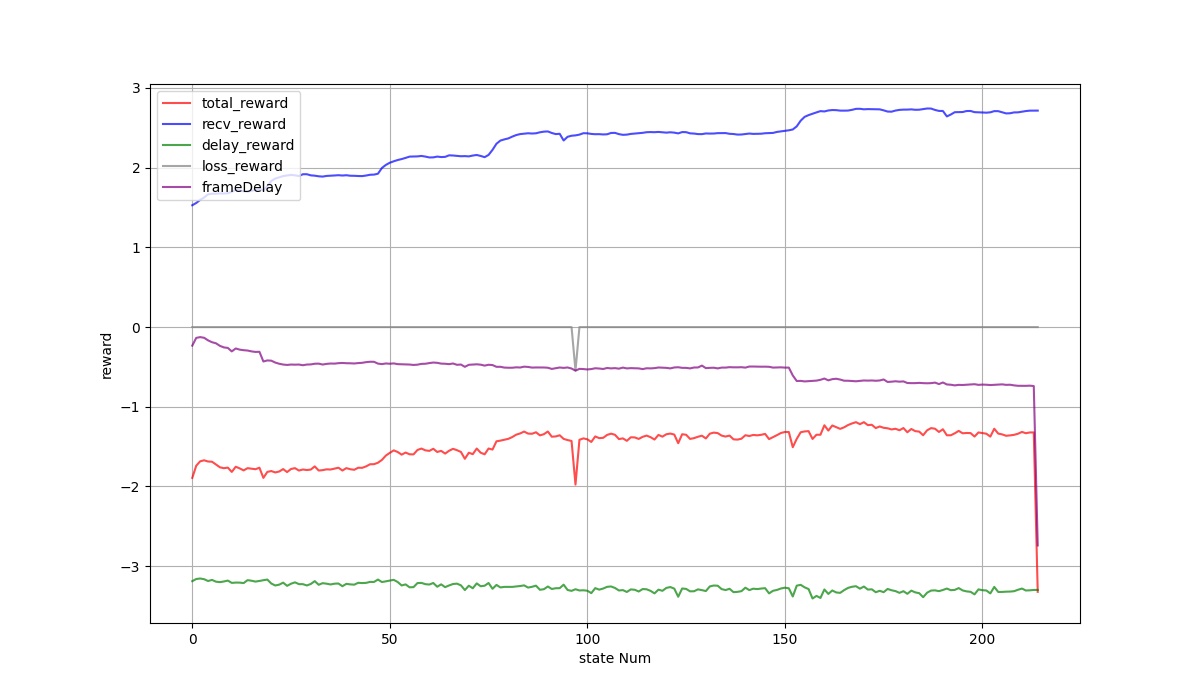 total_reward
recv_reward
delay_reward
loss_reward
frameDelay
3
2
1
0
−1
−2
−3
reward
0
50
100
150
200
state Num